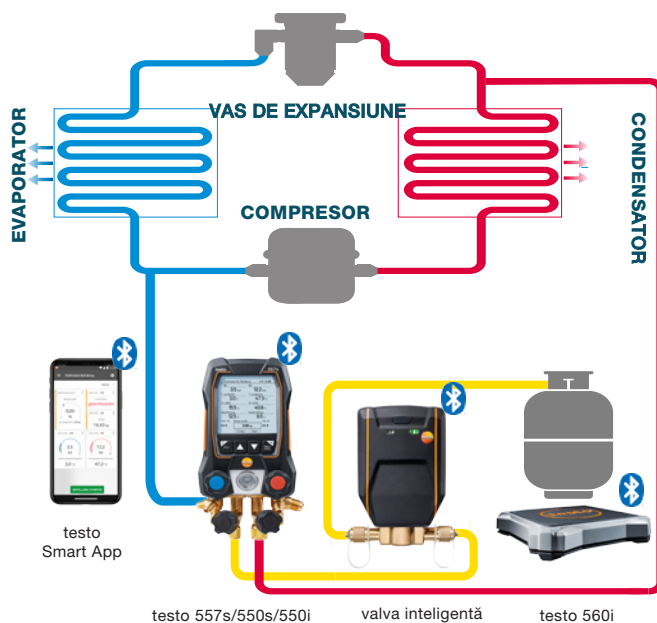 VAS DE EXPANSIUNE
EVAPORATOR
CONDENSATOR
COMPRESOR
testo
Smart App
testo 557s/550s/550i
valva inteligentă
testo 560i